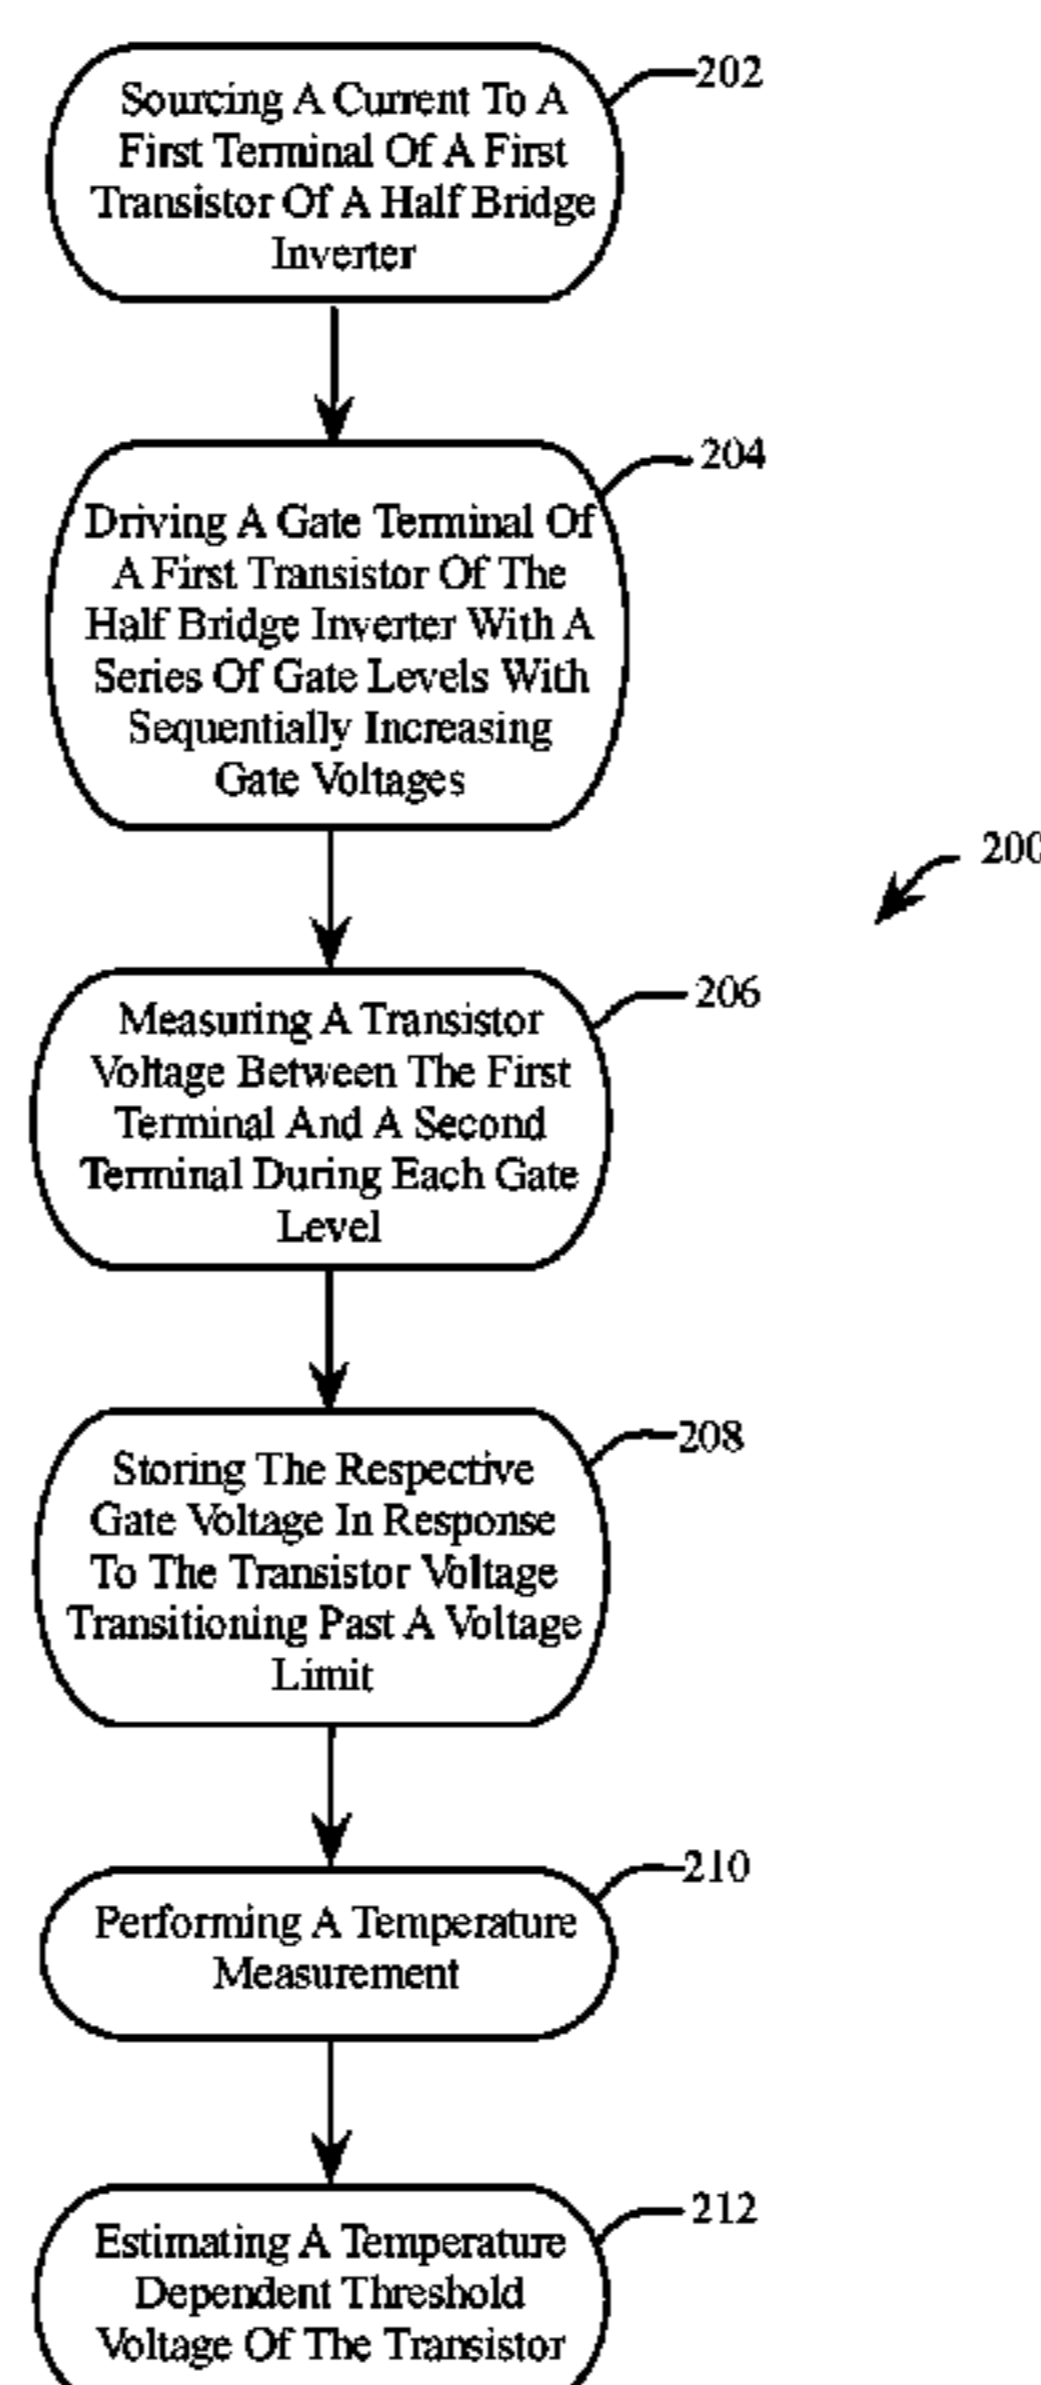 Sourcing A Current To A
First Terminal Of A First
Transistor Of A Half Bridge
Inverter
202
Driving A Gate Terminal Of
A First Transistor Of The
Half Bridge Inverter With A
Series Of Gate Levels With
Sequentially Increasing
Gate Voltages
204
200
Measuring A Transistor
Voltage Between The First
Terminal And A Second
Terminal During Each Gate
Level
206
Storing The Respective
Gate Voltage In Response
To The Transistor Voltage
Transitioning Past A Voltage
Limit
208
Performing A Temperature
Measurement
210
Estimating A Temperature
Dependent Threshold
Voltage Of The Transistor
212